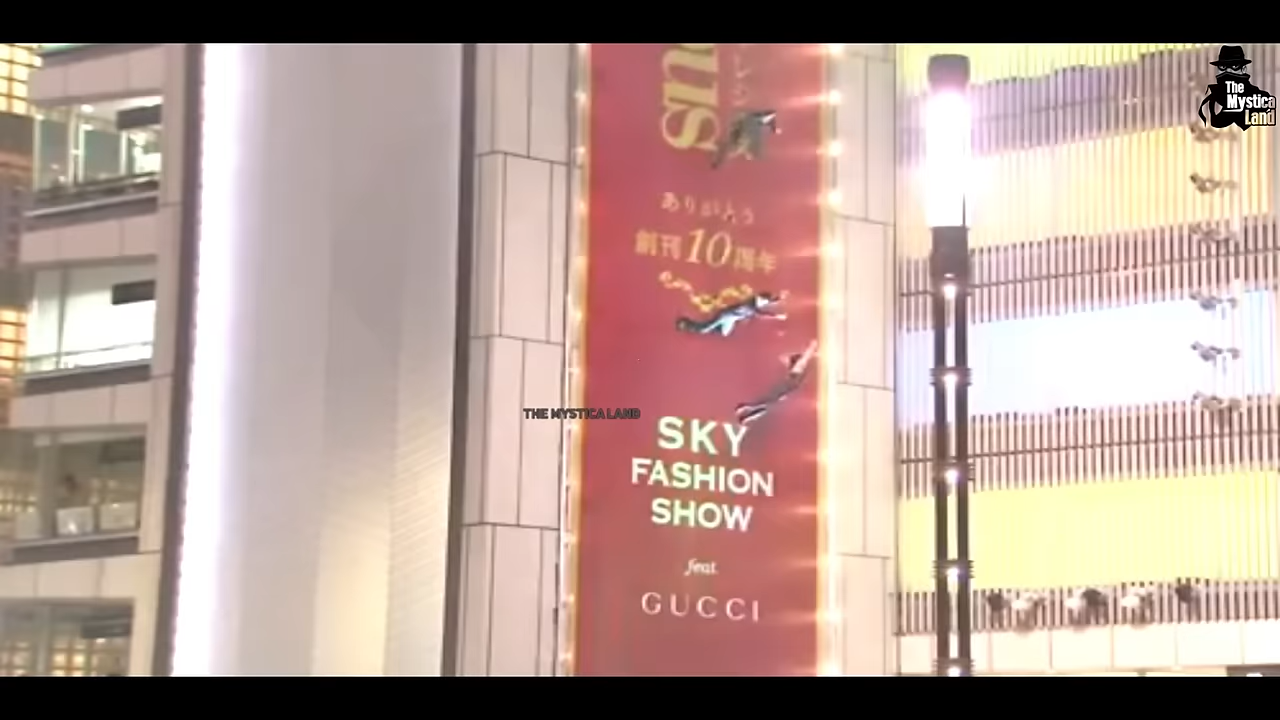 The
Mystica
Land
sm
ありがとう
創刊10周年
THE MYSTICA LAND
SKY
FASHION
SHOW
feat.
GUCCI